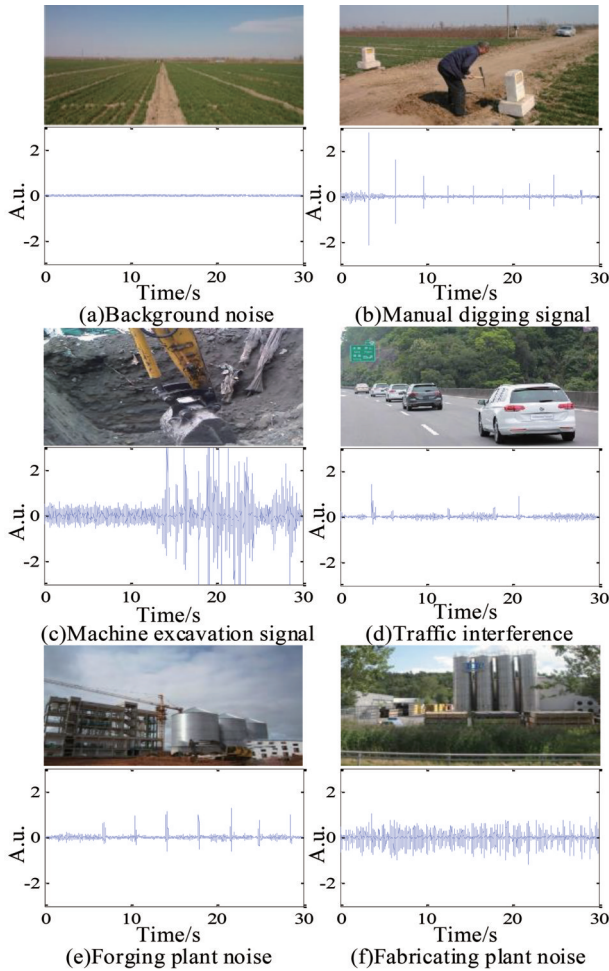 2
0
-2
A.u.
0
10
20
30
Time/s
(a)Background noise
2
0
-2
A.u.
0
10
20
30
Time/s
(b)Manual digging signal
2
0
-2
A.u.
0
10
20
30
Time/s
(c)Machine excavation signal
2
0
-2
A.u.
0
10
20
30
Time/s
(d)Traffic interference
2
0
-2
A.u.
0
10
20
30
Time/s
(e)Forging plant noise
2
0
-2
A.u.
0
10
20
30
Time/s
(f)Fabricating plant noise